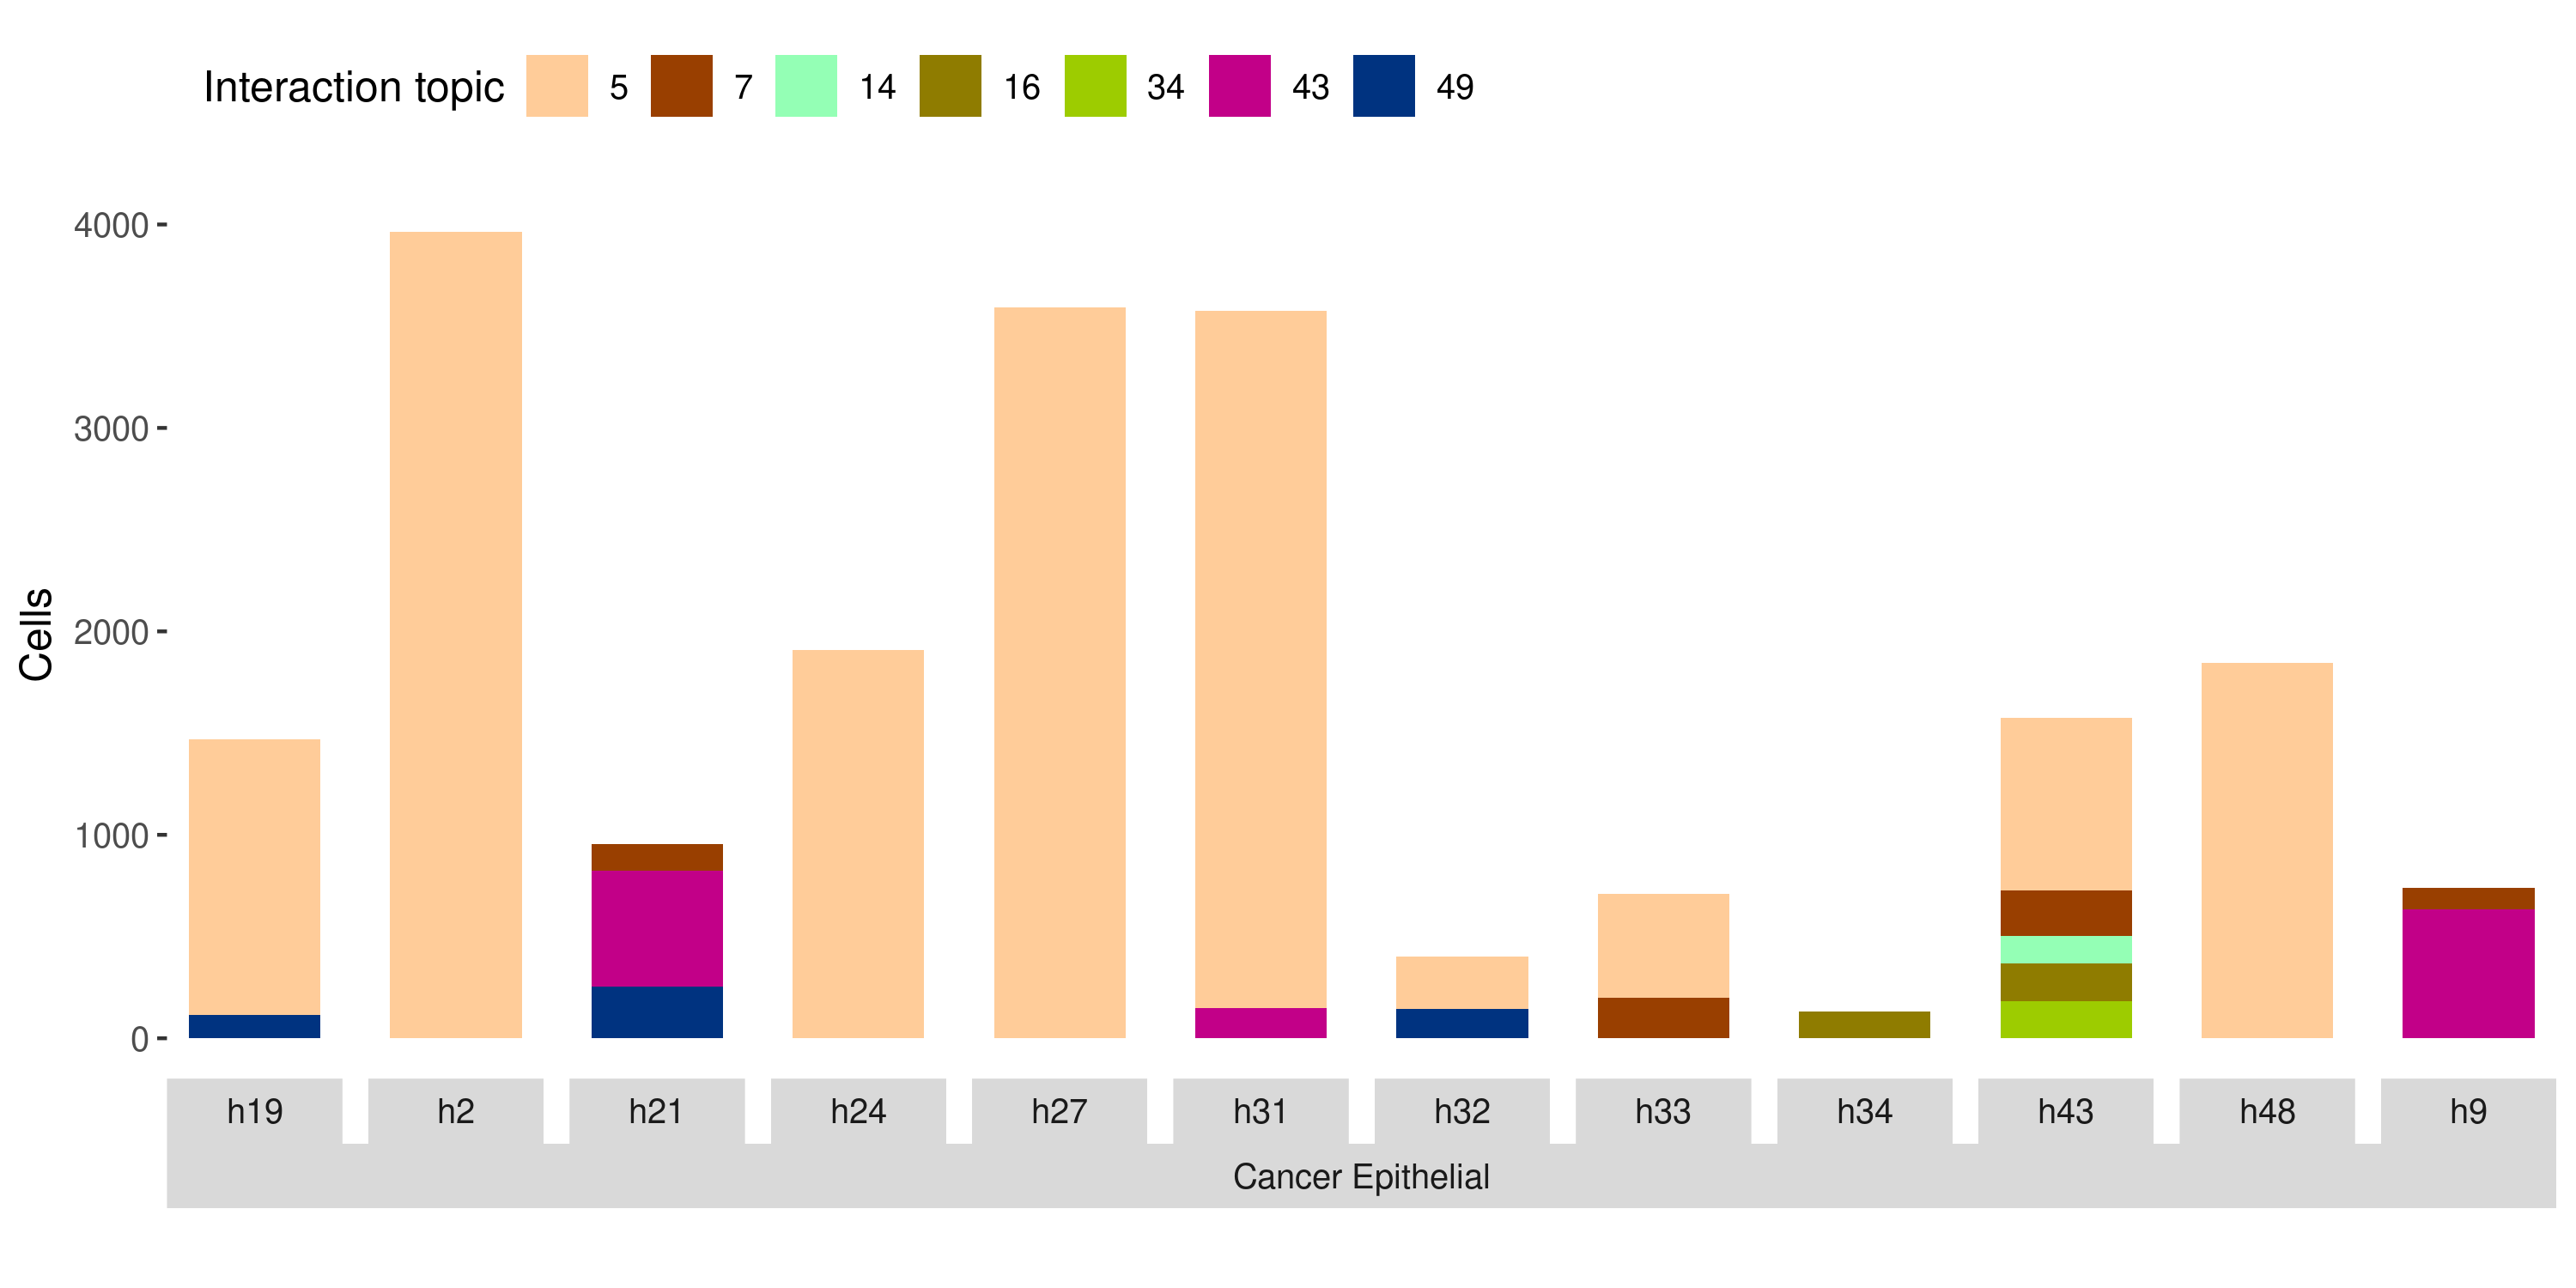 Interaction topic 5 7 14 16 34 43 49
4000
3000
2000
1000
0
Cells
h19 h2 h21 h24 h27 h31 h32 h33 h34 h43 h48 h9
Cancer Epithelial